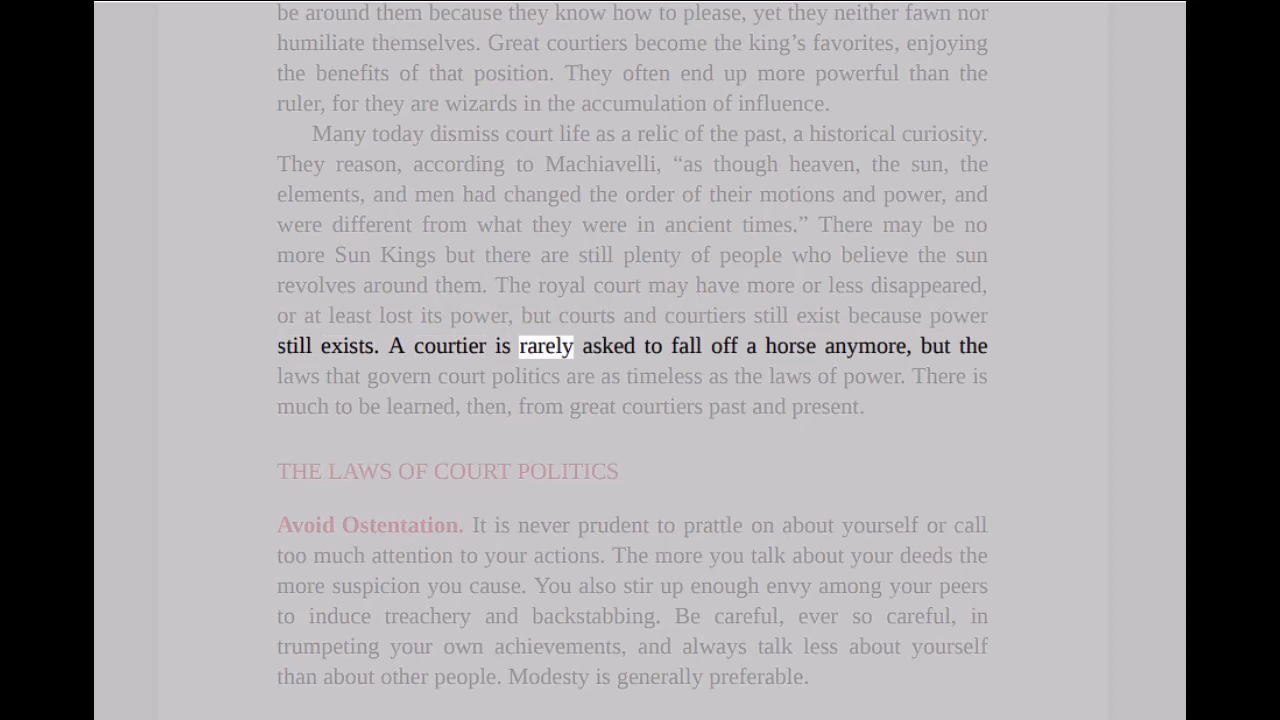 be around them because they know how to please, yet they neither fawn nor
humiliate themselves. Great courtiers become the king’s favorites, enjoying
the benefits of that position. They often end up more powerful than the
ruler, for they are wizards in the accumulation of influence.
Many today dismiss court life as a relic of the past, a historical curiosity.
They reason, according to Machiavelli, “as though heaven, the sun, the
elements, and men had changed the order of their motions and power, and
were different from what they were in ancient times.” There may be no
more Sun Kings but there are still plenty of people who believe the sun
revolves around them. The royal court may have more or less disappeared,
or at least lost its power, but courts and courtiers still exist because power
still exists. A courtier is rarely asked to fall off a horse anymore, but the
laws that govern court politics are as timeless as the laws of power. There is
much to be learned, then, from great courtiers past and present.
THE LAWS OF COURT POLITICS
Avoid Ostentation. It is never prudent to prattle on about yourself or call
too much attention to your actions. The more you talk about your deeds the
more suspicion you cause. You also stir up enough envy among your peers
to induce treachery and backstabbing. Be careful, ever so careful, in
trumpeting your own achievements, and always talk less about yourself
than about other people. Modesty is generally preferable.